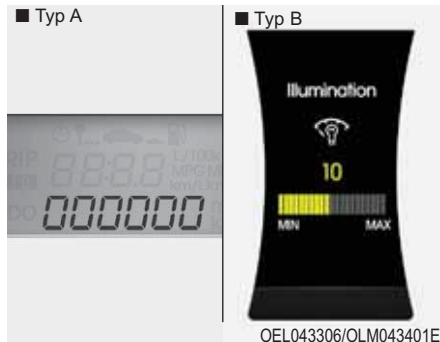 ■ Typ A
000000
■ Typ B
Illumination
10
MIN MAX
OEL043306/OLM043401E